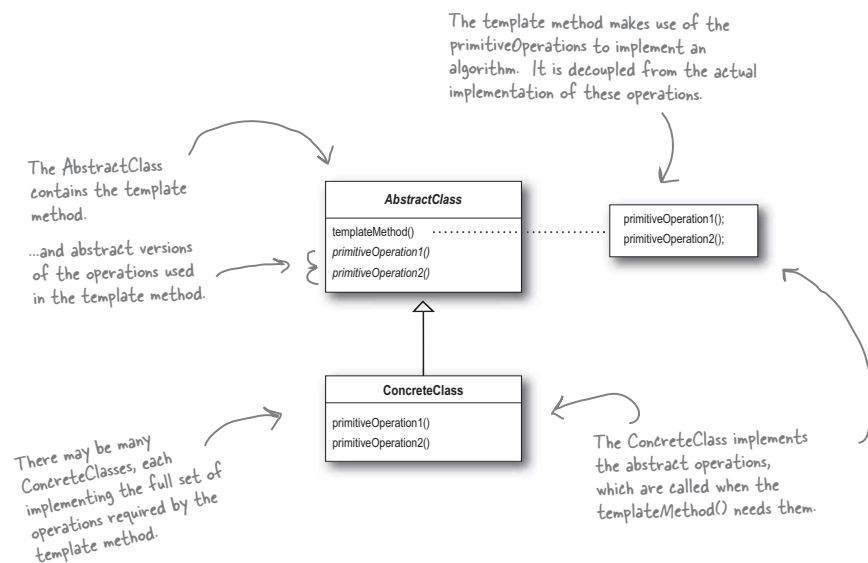 The template method makes use of the
primitiveOperations to implement an
algorithm. It is decoupled from the actual
implementation of these operations.
The AbstractClass
contains the template
method.
...and abstract versions
of the operations used
in the template method.
AbstractClass
templateMethod()
primitiveOperation1()
primitiveOperation2()
primitiveOperation1();
primitiveOperation2();
ConcreteClass
primitiveOperation1()
primitiveOperation2()
There may be many
ConcreteClasses, each
implementing the full set of
operations required by the
template method.
The ConcreteClass implements
the abstract operations,
which are called when the
templateMethod() needs them.